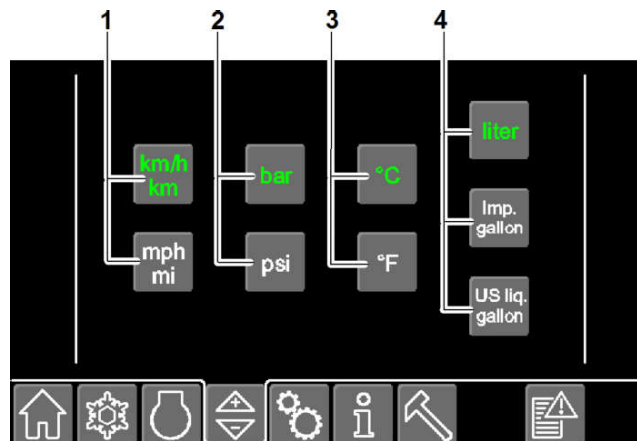 1 2 3 4
km/h
km
bar
°C
liter
mph
mi
psi
°F
Imp.
gallon
US liq.
gallon